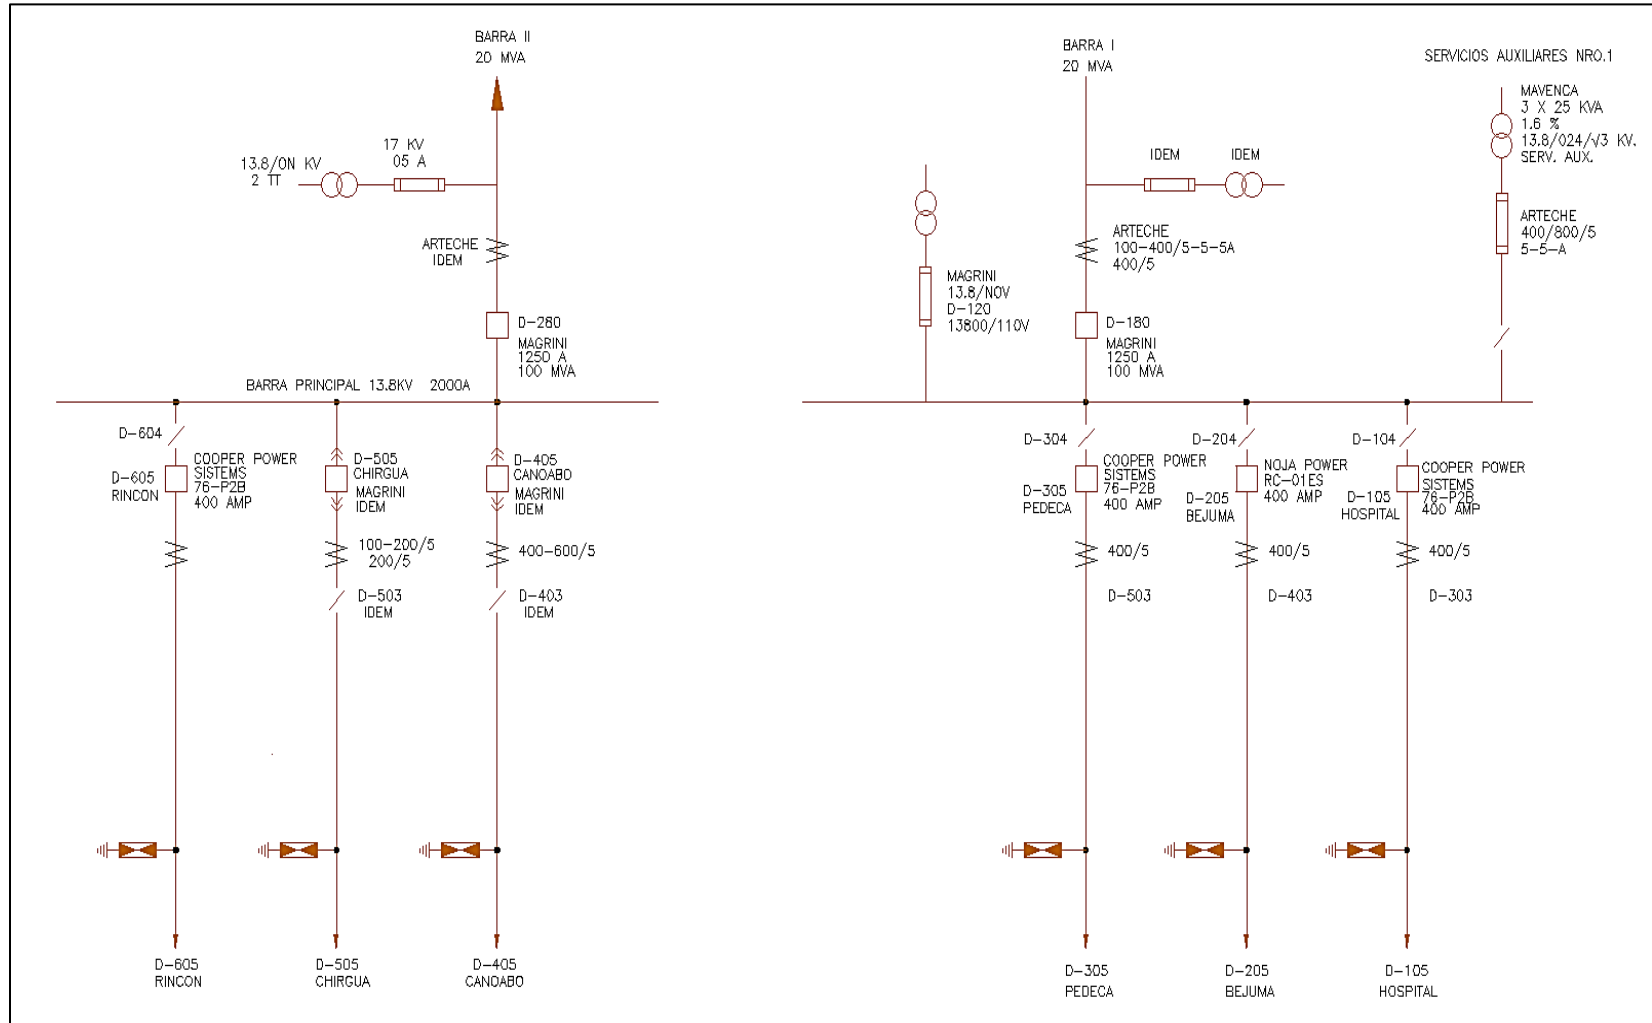 BARRA II
20 MVA
17 KV
05 A
13.8/0N KV
2 TT
ARTECHE
IDEM
D-280
MAGRINI
1250 A
100 MVA
BARRA PRINCIPAL 13.8KV 2000A
D-604
COOPER POWER
SISTEMS
76-P2B
400 AMP
D-605
RINCON
D-505
CHIRGUA
MAGRINI
IDEM
D-405
CANOABO
MAGRINI
IDEM
100-200/5
200/5
400-600/5
D-503
IDEM
D-403
IDEM
D-605
RINCON
D-505
CHIRGUA
D-405
CANOABO
BARRA I
20 MVA
IDEM
IDEM
ARTECHE
100-400/5-5-5A
400/5
MAGRINI
13.8/NOV
D-120
13800/110V
D-180
MAGRINI
1250 A
100 MVA
SERVICIOS AUXILIARES NRO.1
MAVENCA
3 X 25 KVA
1.6 %
13.8/024/√3 KV.
SERV. AUX.
ARTECHE
400/800/5
5-5-A
D-304
COOPER POWER
SISTEMS
76-P2B
400 AMP
D-305
PEDECA
D-204
NOJA POWER
RC-01ES
400 AMP
D-205
BEJUMA
D-104
COOPER POWER
SISTEMS
76-P2B
400 AMP
D-105
HOSPITAL
400/5
400/5
400/5
D-503
D-403
D-303
D-305
PEDECA
D-205
BEJUMA
D-105
HOSPITAL